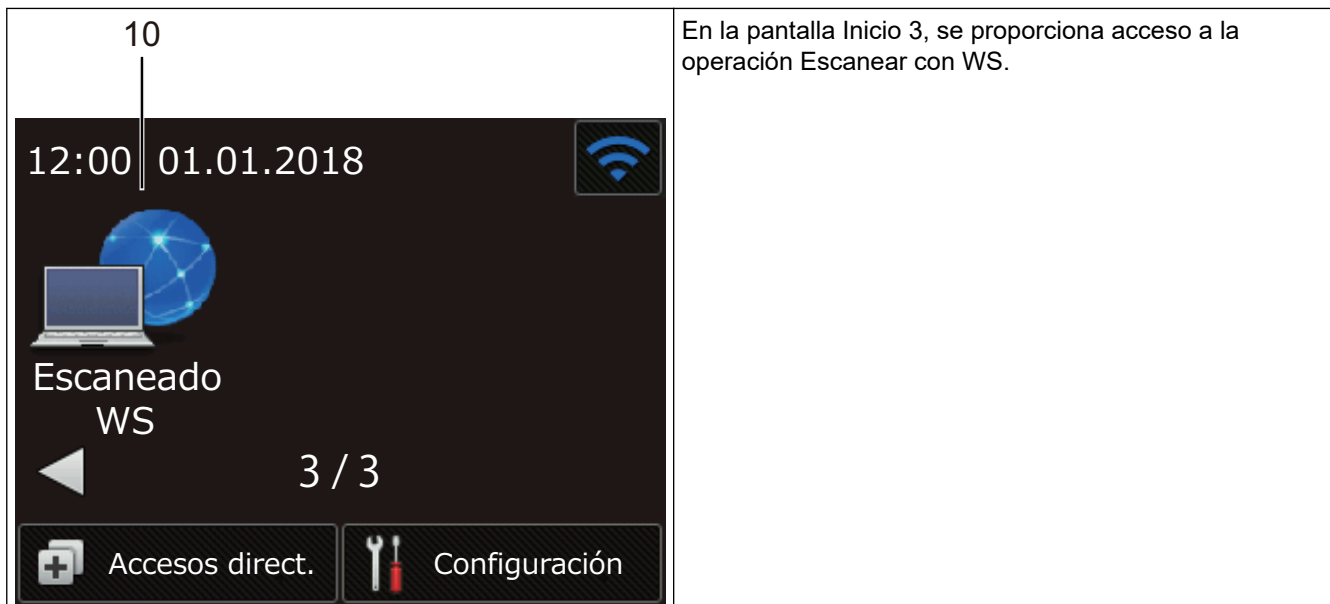 10
En la pantalla Inicio 3, se proporciona acceso a la
operación Escanear con WS.
12:00 01.01.2018
Escaneado
WS
3 / 3
Accesos direct.
Configuración